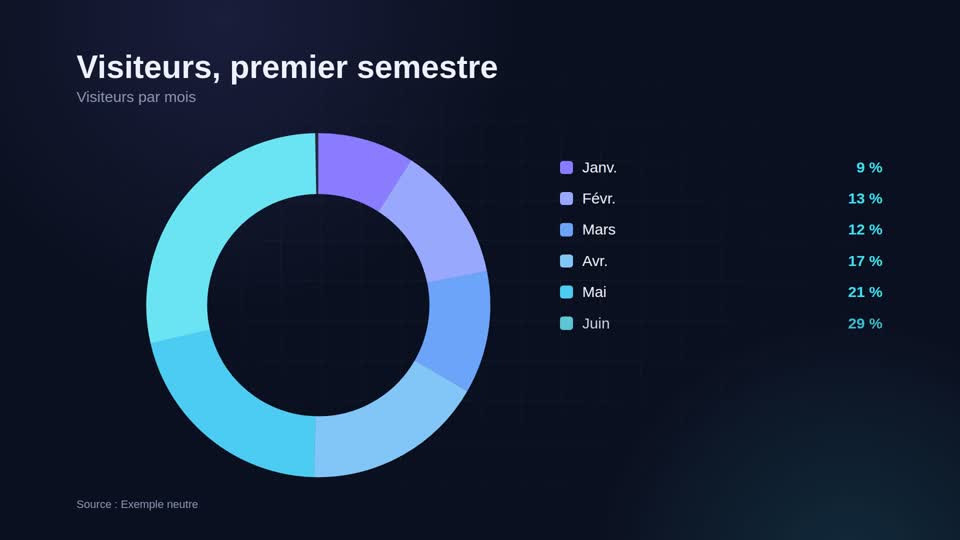 Visiteurs, premier semestre
Visiteurs par mois
Janv. 9 %
Févr. 13 %
Mars 12 %
Avr. 17 %
Mai 21 %
Juin 29 %
Source : Exemple neutre